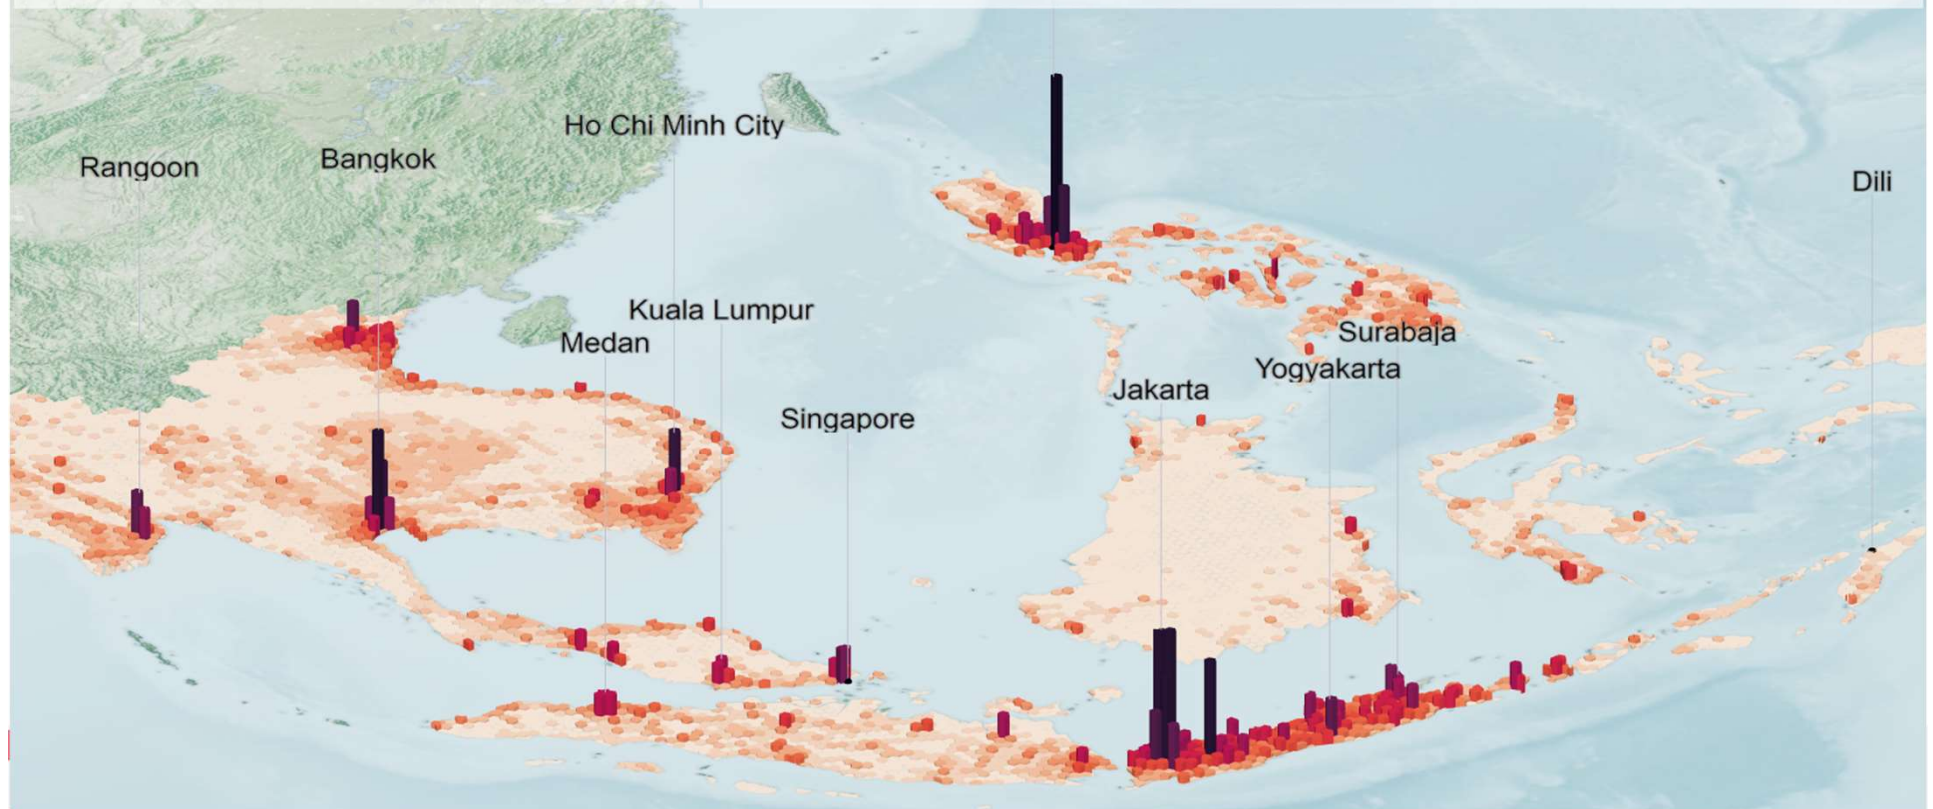 Ho Chi Minh City
Rangoon
Bangkok
Dili
Kuala Lumpur
Medan
Surabaja
Yogyakarta
Jakarta
Singapore